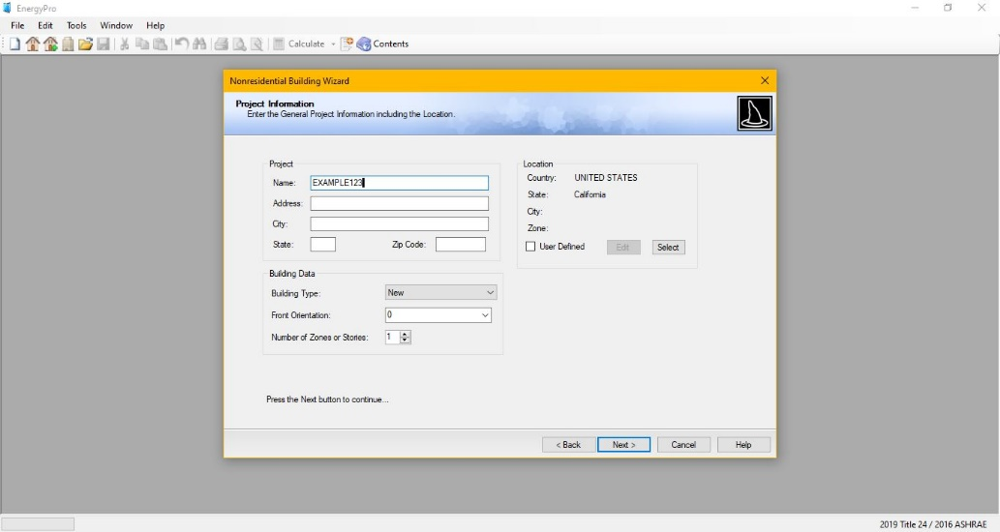 EnergyPro
File Edit Tools Window Help
Calculate Contents
Nonresidential Building Wizard
Project Information
Enter the General Project Information including the Location.
Project
Name: EXAMPLE123
Address:
City:
State: Zip Code:
Location
Country: UNITED STATES
State: California
City:
Zone:
User Defined Edit Select
Building Data
Building Type: New
Front Orientation: 0
Number of Zones or Stories: 1
Press the Next button to continue...
< Back Next > Cancel Help
2019 Title 24 / 2016 ASHRAE